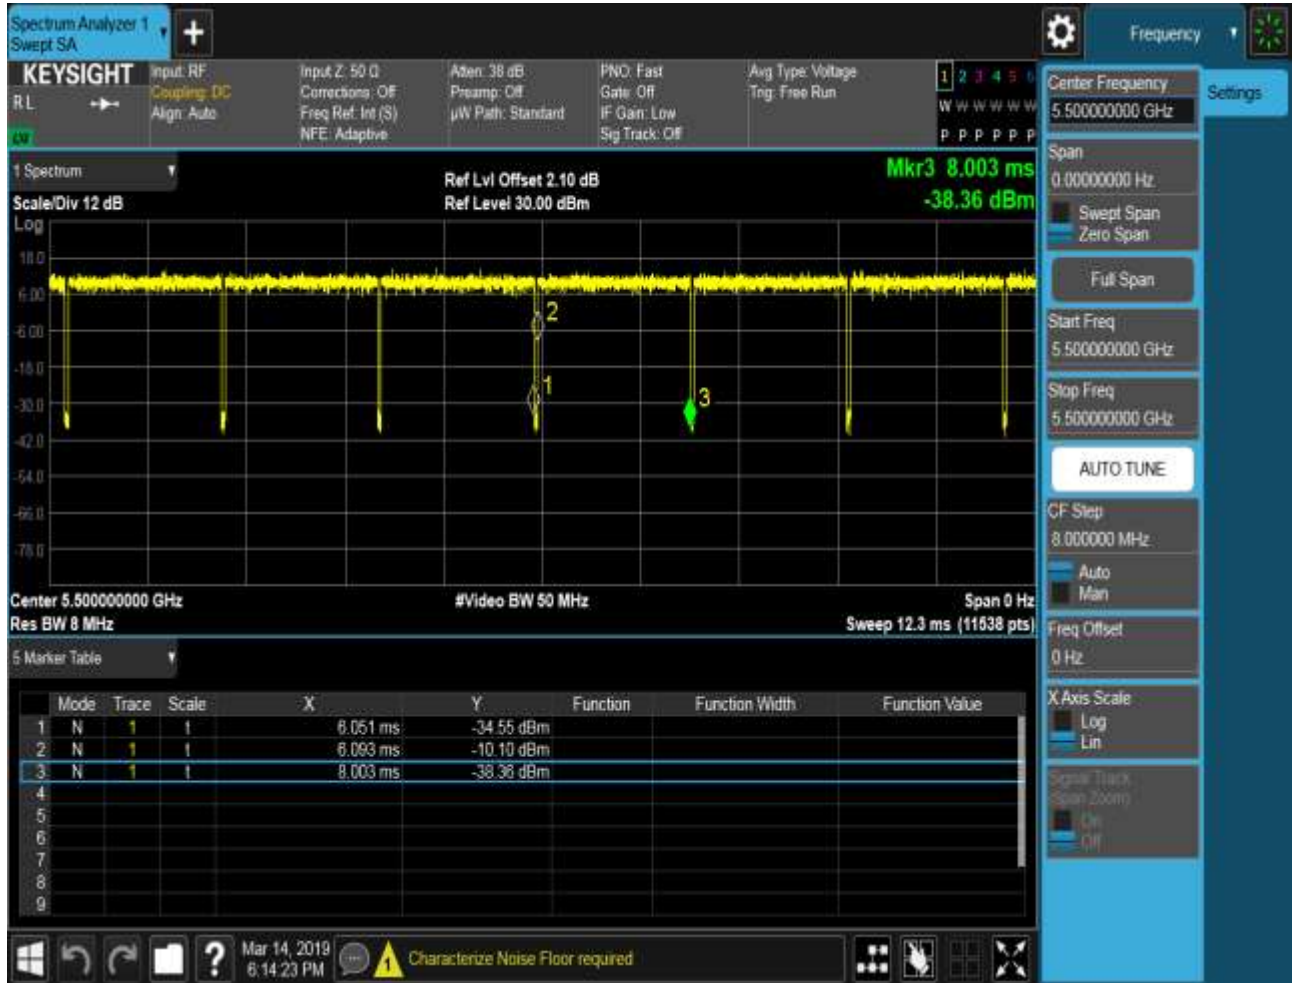 Spectrum Analyzer 1
Swept SA
+
Frequency
KEYSIGHT
RL
Input: RF
Coupling: DC
Align: Auto
Input Z: 50 Ω
Corrections: Off
Freq Ref: Int (S)
NFE: Adaptive
Atten: 38 dB
Preamp: Off
µW Path: Standard
PNO: Fast
Gate: Off
IF Gain: Low
Sig Track: Off
Avg Type: Voltage
Trig: Free Run
1 2 3 4 5 6
W W W W W W
P P P P P P
1 Spectrum
Scale/Div 12 dB
Ref Lvl Offset 2.10 dB
Ref Level 30.00 dBm
Mkr3 8.003 ms
-38.36 dBm
Log
18.0
6.00
-6.00
-18.0
-30.0
-42.0
-54.0
-66.0
-78.0
2
1
3
Center 5.500000000 GHz
Res BW 8 MHz
#Video BW 50 MHz
Span 0 Hz
Sweep 12.3 ms (11538 pts)
5 Marker Table
Mode Trace Scale X Y Function Function Width Function Value
1 N 1 t 6.051 ms -34.55 dBm
2 N 1 t 6.093 ms -10.10 dBm
3 N 1 t 8.003 ms -38.36 dBm
4
5
6
7
8
9
Center Frequency
5.500000000 GHz
Settings
Span
0.00000000 Hz
Swept Span
Zero Span
Full Span
Start Freq
5.500000000 GHz
Stop Freq
5.500000000 GHz
AUTO TUNE
CF Step
8.000000 MHz
Auto
Man
Freq Offset
0 Hz
X Axis Scale
Log
Lin
Signal Track
(Span Zoom)
On
Off
?
Mar 14, 2019
6:14:23 PM
1
Characterize Noise Floor required